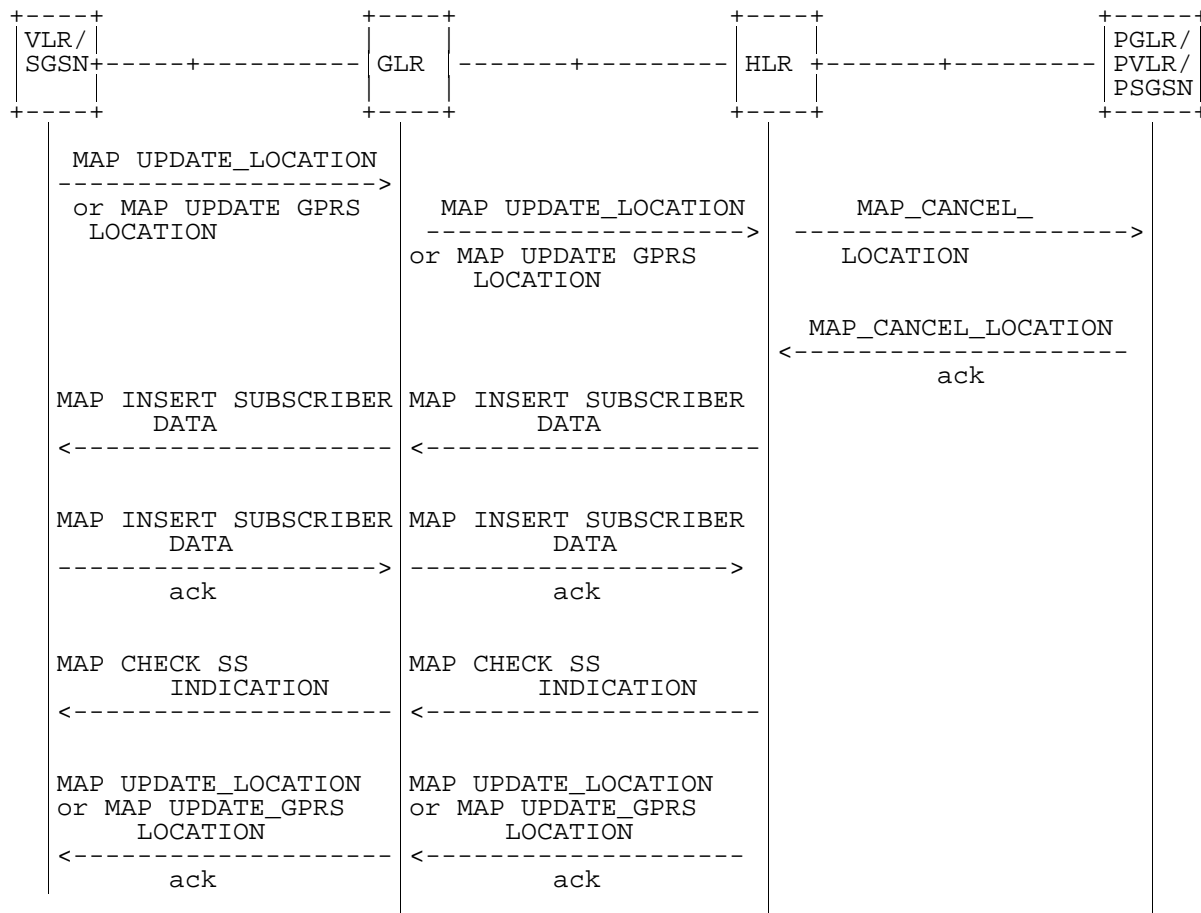 VLR/
SGSN
GLR
HLR
PGLR/
PVLR/
PSGSN
MAP UPDATE_LOCATION
or MAP UPDATE GPRS
LOCATION
MAP UPDATE_LOCATION
or MAP UPDATE GPRS
LOCATION
MAP_CANCEL_
LOCATION
MAP_CANCEL_LOCATION
ack
MAP INSERT SUBSCRIBER
DATA
MAP INSERT SUBSCRIBER
DATA
MAP INSERT SUBSCRIBER
DATA
ack
MAP INSERT SUBSCRIBER
DATA
ack
MAP CHECK SS
INDICATION
MAP CHECK SS
INDICATION
MAP UPDATE_LOCATION
or MAP UPDATE_GPRS
LOCATION
ack
MAP UPDATE_LOCATION
or MAP UPDATE_GPRS
LOCATION
ack